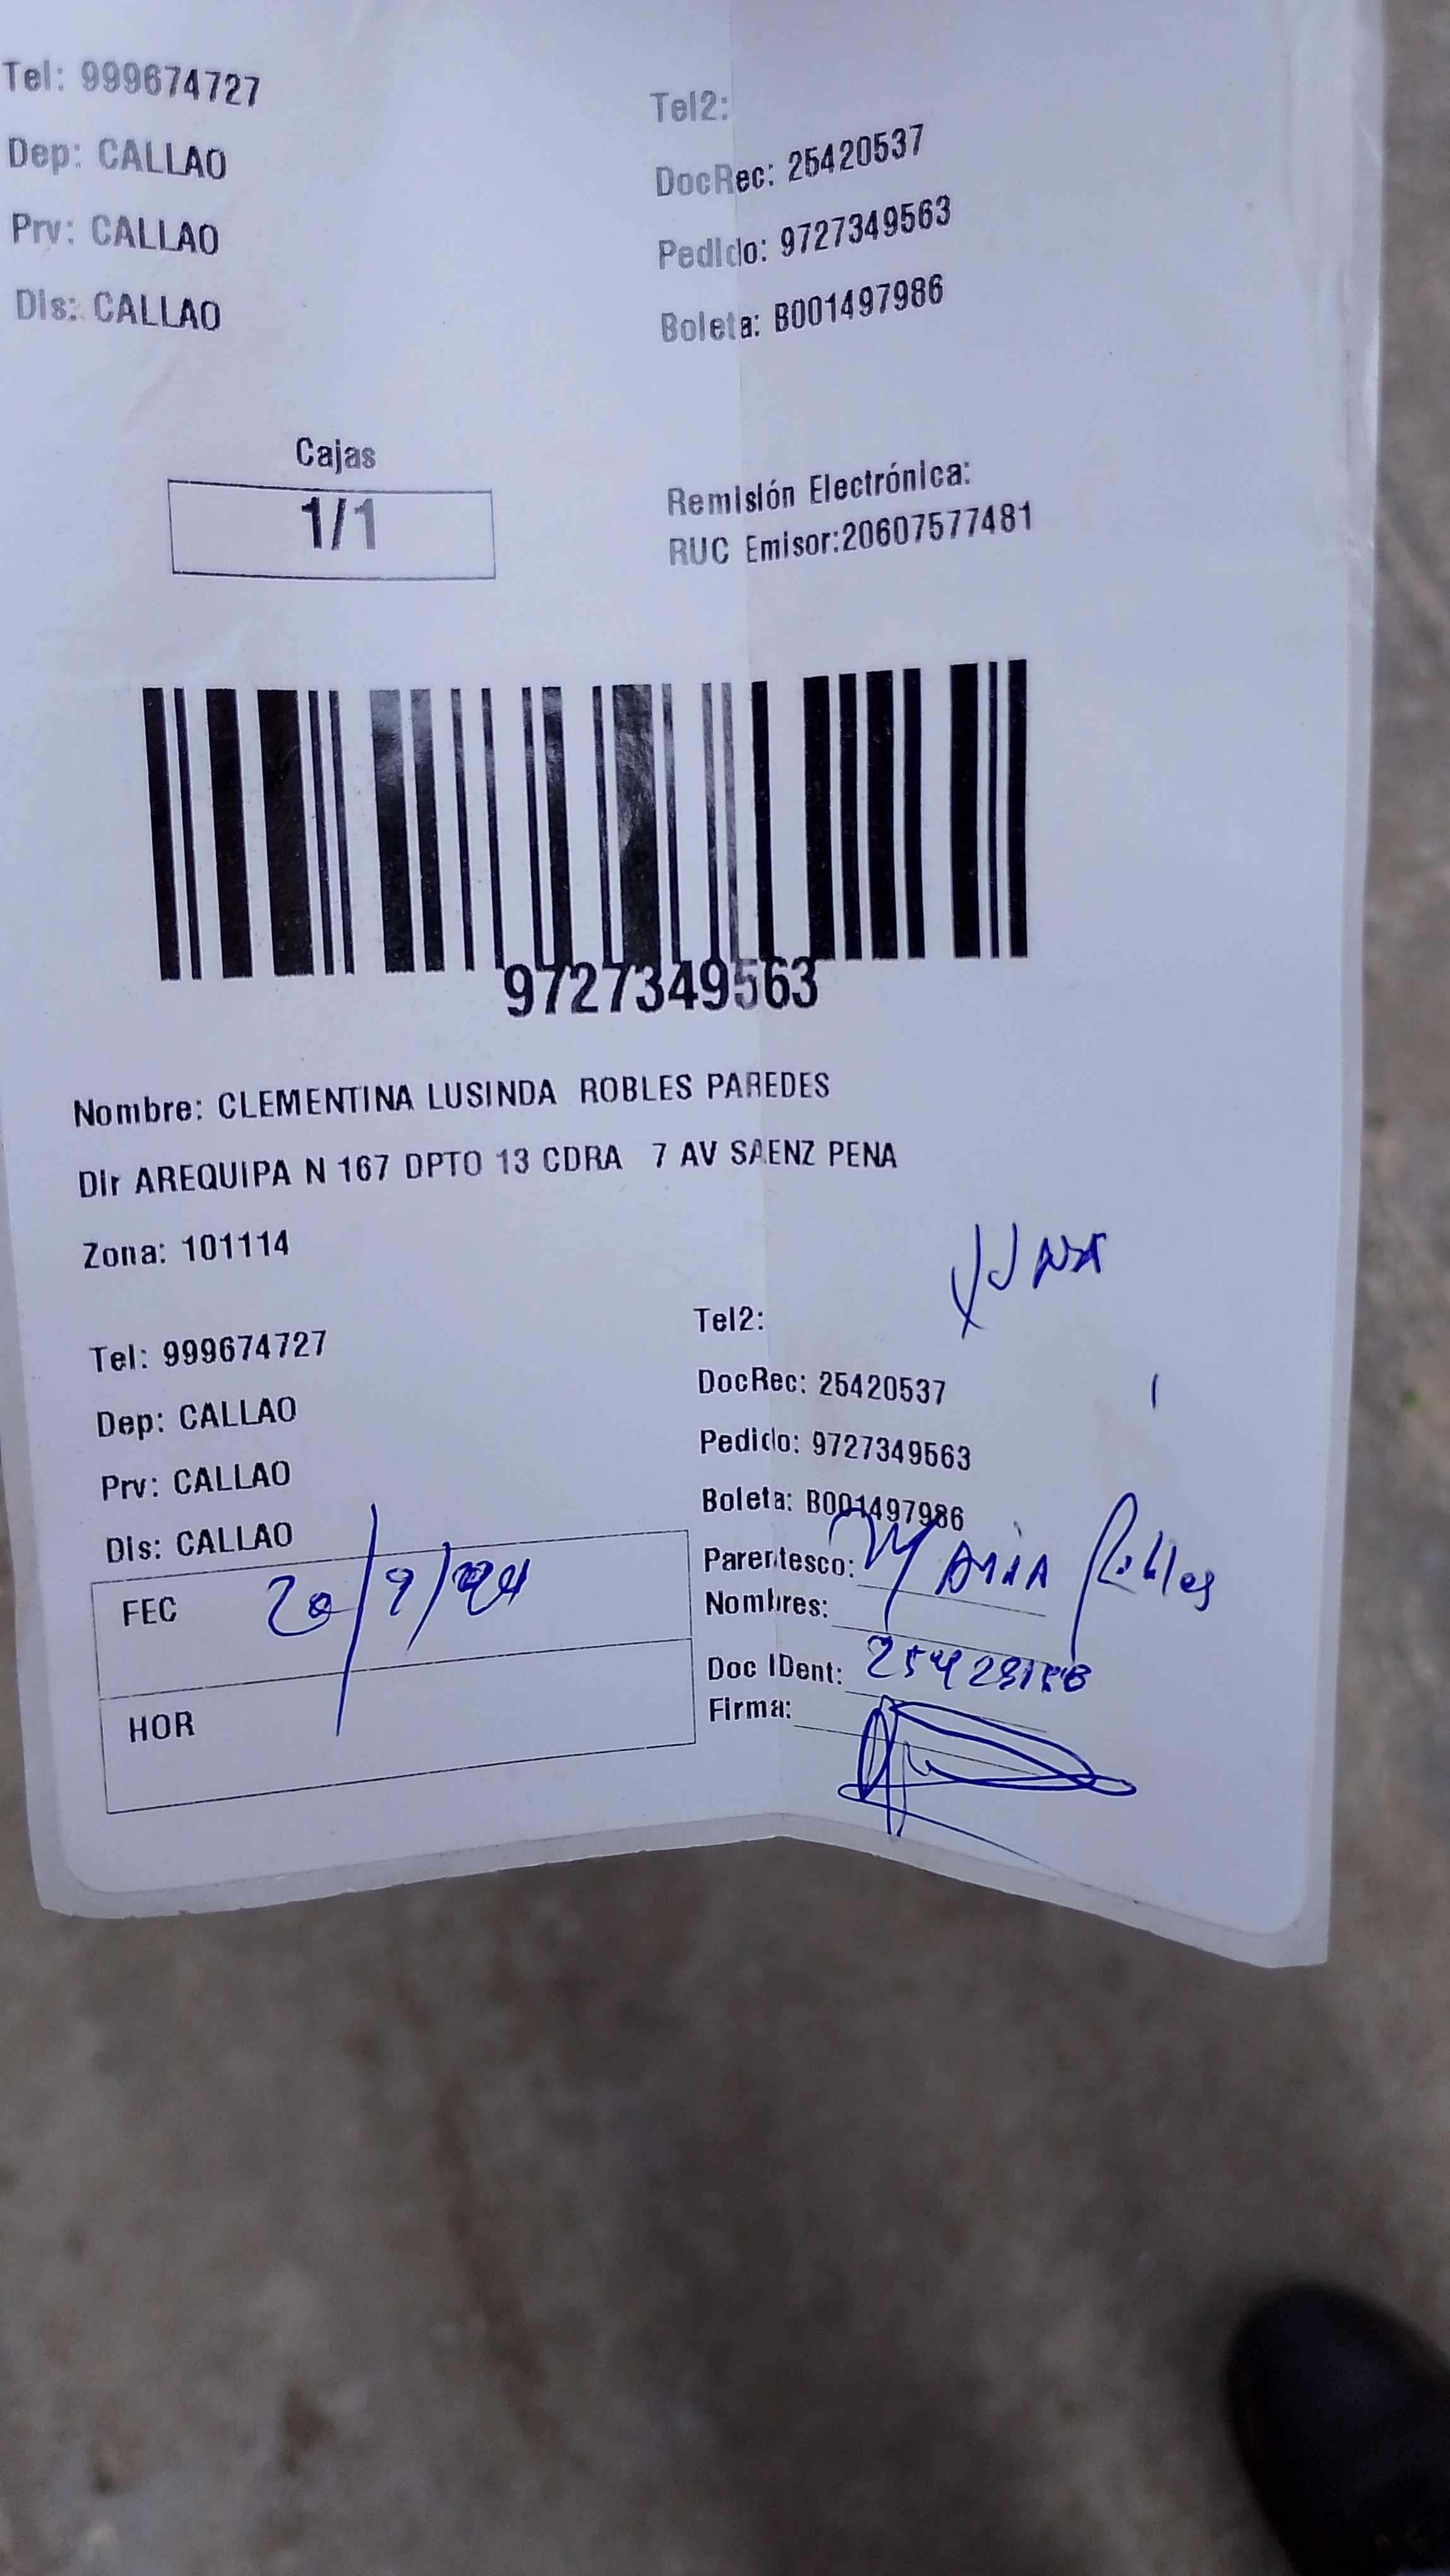 Tel: 999674727
Tel2:
Dep: CALLAO
DocRec: 25420537
Prv: CALLAO
Pedido: 9727349563
Dis: CALLAO
Boleta: B001497986
Cajas
1/1
Remisión Electrónica:
RUC Emisor:20607577481
9727349563
Nombre: CLEMENTINA LUSINDA ROBLES PAREDES
Dir AREQUIPA N 167 DPTO 13 CDRA 7 AV SAENZ PENA
Zona: 101114
Tel2:
Tel: 999674727
DocRec: 25420537
Dep: CALLAO
Pedido: 9727349563
Prv: CALLAO
Boleta: B001497986
Dis: CALLAO
Parentesco: MARIA Robles
FEC 20/9/
Nombres:
Doc IDent:
HOR
Firma: